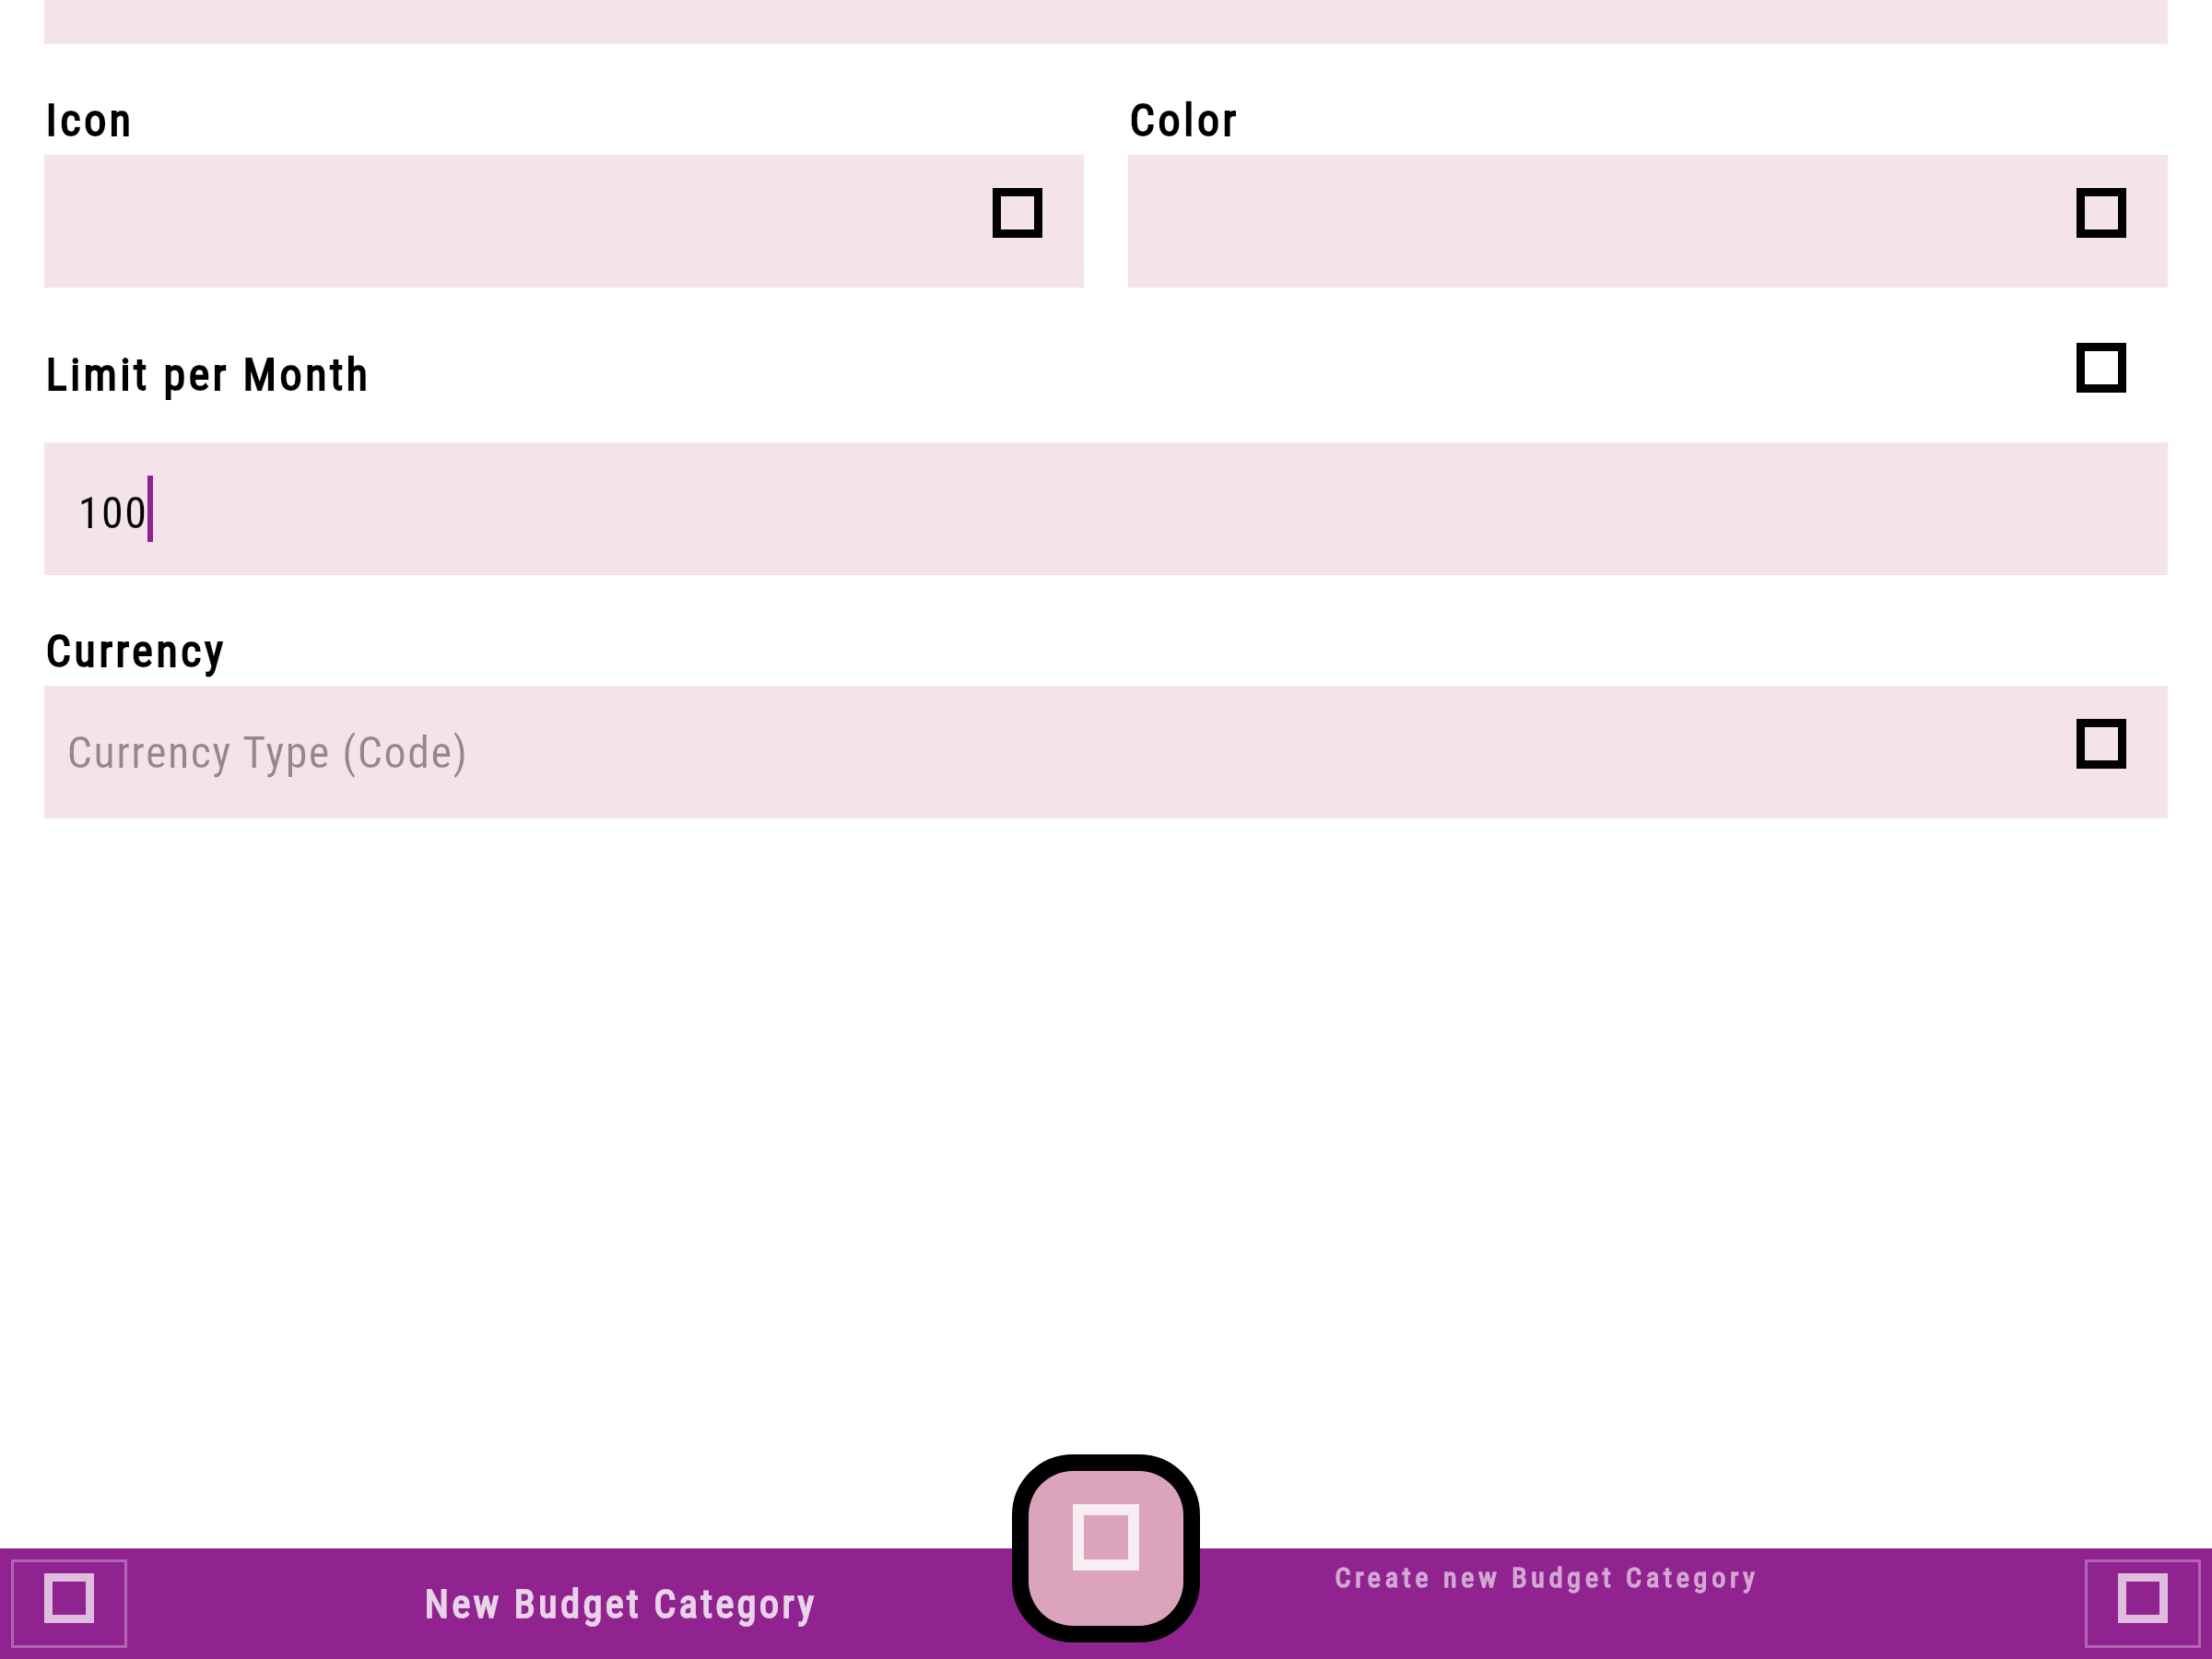 Icon
Color
Limit per Month
100
Currency
Currency Type (Code)
New Budget Category
Create new Budget Category